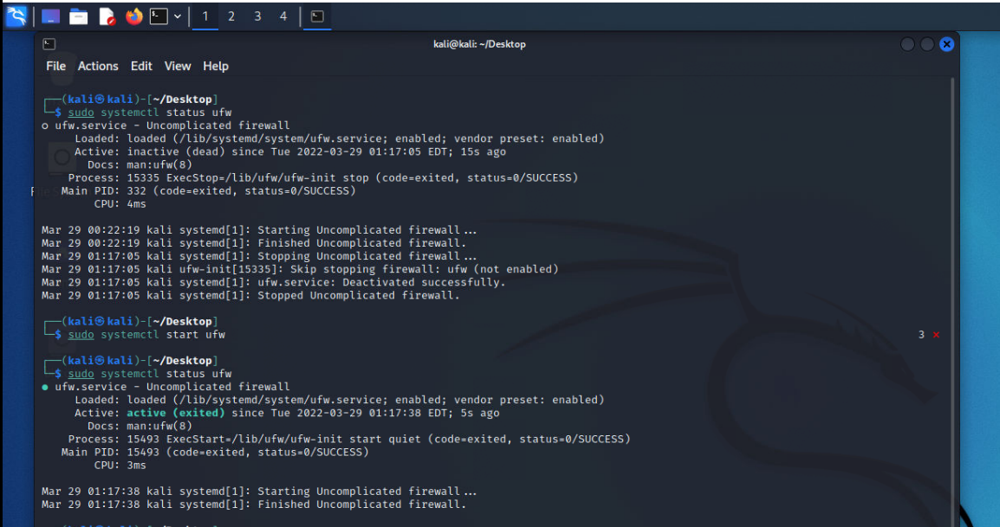 1 2 3 4
kali@kali: ~/Desktop
File Actions Edit View Help
┌──(kali㉿kali)-[~/Desktop]
└─$ sudo systemctl status ufw
○ ufw.service - Uncomplicated firewall
Loaded: loaded (/lib/systemd/system/ufw.service; enabled; vendor preset: enabled)
Active: inactive (dead) since Tue 2022-03-29 01:17:05 EDT; 15s ago
Docs: man:ufw(8)
Process: 15335 ExecStop=/lib/ufw/ufw-init stop (code=exited, status=0/SUCCESS)
Main PID: 332 (code=exited, status=0/SUCCESS)
CPU: 4ms
Mar 29 00:22:19 kali systemd[1]: Starting Uncomplicated firewall...
Mar 29 00:22:19 kali systemd[1]: Finished Uncomplicated firewall.
Mar 29 01:17:05 kali systemd[1]: Stopping Uncomplicated firewall...
Mar 29 01:17:05 kali ufw-init[15335]: Skip stopping firewall: ufw (not enabled)
Mar 29 01:17:05 kali systemd[1]: ufw.service: Deactivated successfully.
Mar 29 01:17:05 kali systemd[1]: Stopped Uncomplicated firewall.
┌──(kali㉿kali)-[~/Desktop]
└─$ sudo systemctl start ufw 3 ⨯
┌──(kali㉿kali)-[~/Desktop]
└─$ sudo systemctl status ufw
● ufw.service - Uncomplicated firewall
Loaded: loaded (/lib/systemd/system/ufw.service; enabled; vendor preset: enabled)
Active: active (exited) since Tue 2022-03-29 01:17:38 EDT; 5s ago
Docs: man:ufw(8)
Process: 15493 ExecStart=/lib/ufw/ufw-init start quiet (code=exited, status=0/SUCCESS)
Main PID: 15493 (code=exited, status=0/SUCCESS)
CPU: 3ms
Mar 29 01:17:38 kali systemd[1]: Starting Uncomplicated firewall...
Mar 29 01:17:38 kali systemd[1]: Finished Uncomplicated firewall.